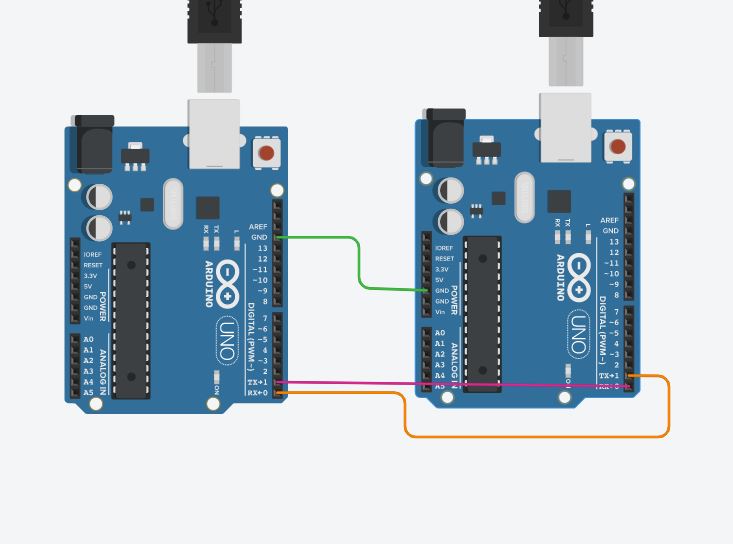 AREF
GND
13
12
~11
~10
~9
8
7
~6
~5
4
~3
2
TX→1
RX←0
RX
TX
L
ARDUINO
UNO
DIGITAL (PWM~)
ON
IOREF
RESET
3.3V
5V
GND
GND
Vin
POWER
A0
A1
A2
A3
A4
A5
ANALOG IN
AREF
GND
13
12
~11
~10
~9
8
7
~6
~5
4
~3
2
TX→1
RX
TX
L
ARDUINO
UNO
DIGITAL (PWM~)
IOREF
RESET
3.3V
5V
GND
GND
Vin
POWER
A0
A1
A2
A3
A4
A5
ANALOG IN